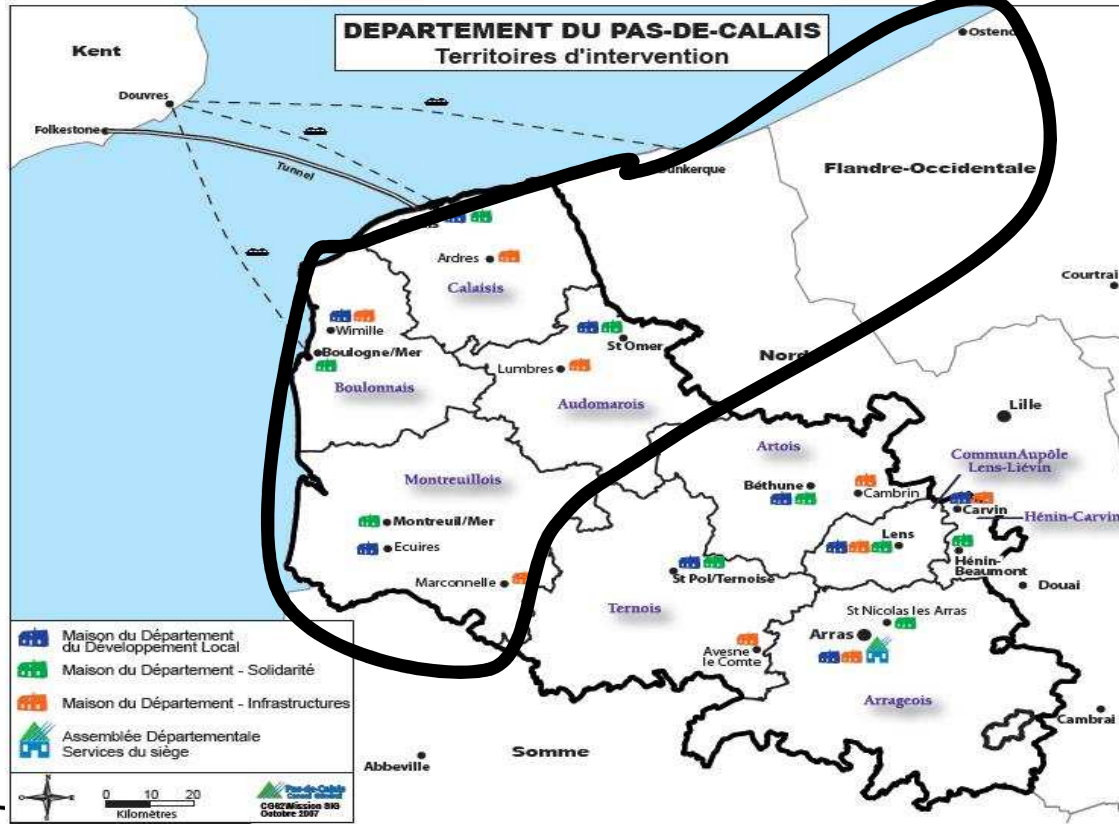 DEPARTEMENT DU PAS-DE-CALAIS
Territoires d'intervention
Kent
Douvres
Folkestone
Tunnel
Flandre-Occidentale
Ardres
Calaisis
Courtrai
Wimille
Boulogne/Mer
St Omer
Lumbres
Boulonnais
Audomarois
Lille
Artois
CommunAupôle
Lens-Liévin
Montreuillois
Béthune
Cambrin
Carvin
Hénin-Carvin
Montreuil/Mer
Ecuires
Lens
Hénin-
Beaumont
Marconnelle
St Pol/Ternoise
Douai
Ternois
St Nicolas les Arras
Arras
Avesne
le Comte
Arrageois
Cambrai
Somme
Abbeville
Maison du Département
du Développement Local
Maison du Département - Solidarité
Maison du Département - Infrastructures
Assemblée Départementale
Services du siège
0 10 20
Kilomètres
Pas-de-Calais
Conseil Général
CG62/Mission SIG
Octobre 2007